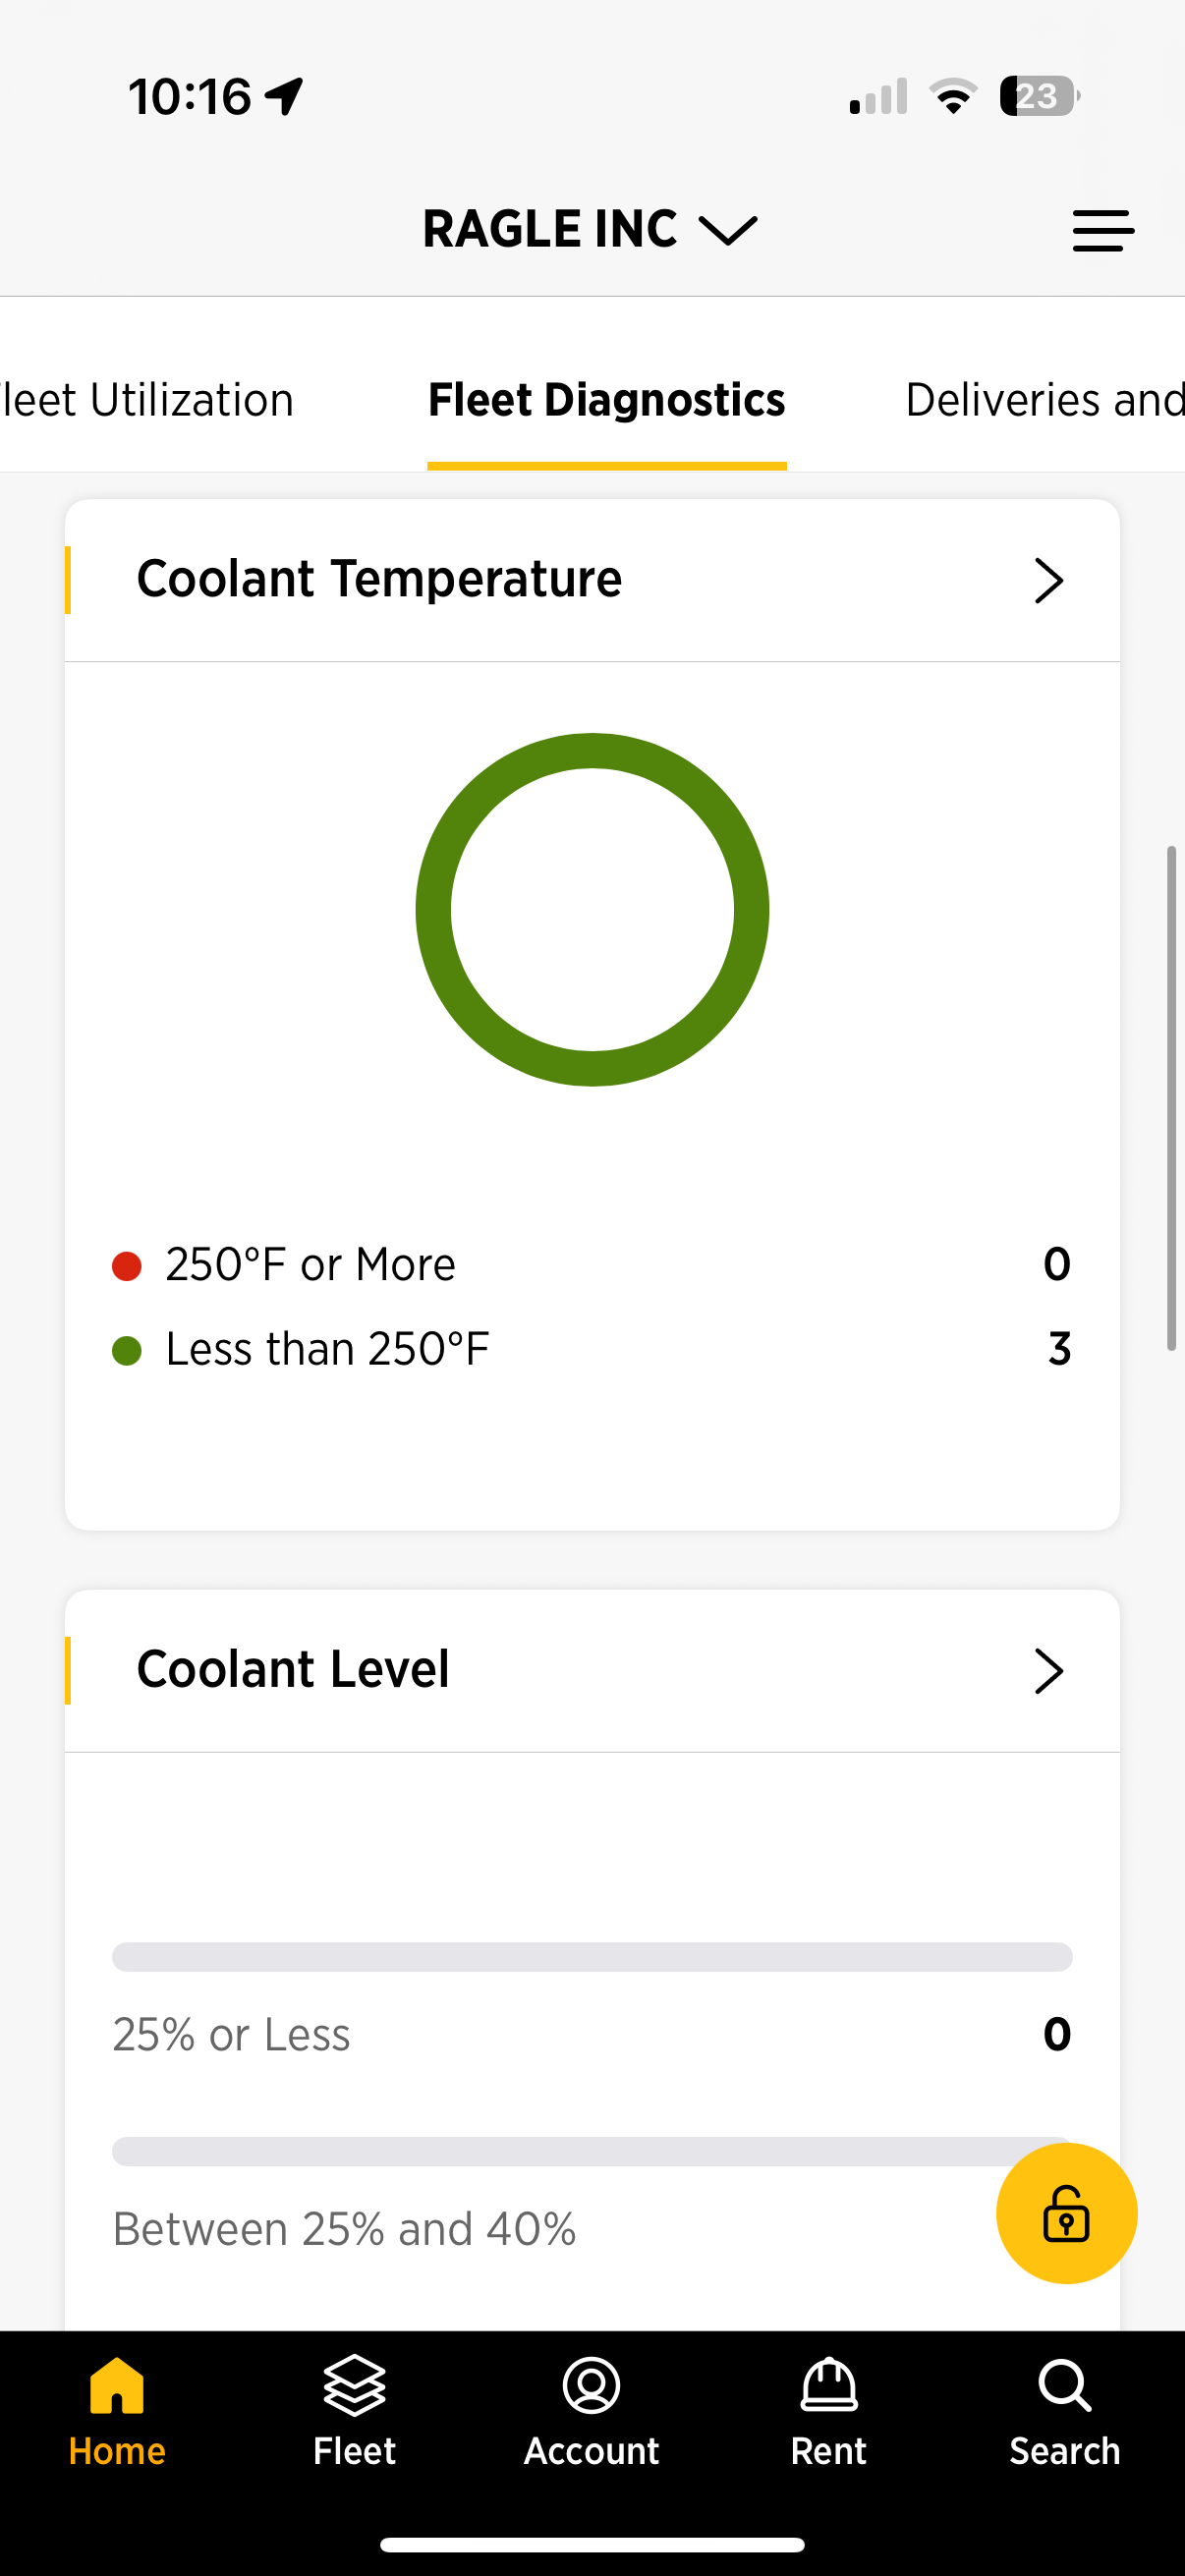 10:16
23
RAGLE INC
leet Utilization
Fleet Diagnostics
Deliveries and
Coolant Temperature
250°F or More 0
Less than 250°F 3
Coolant Level
25% or Less 0
Between 25% and 40%
Home Fleet Account Rent Search